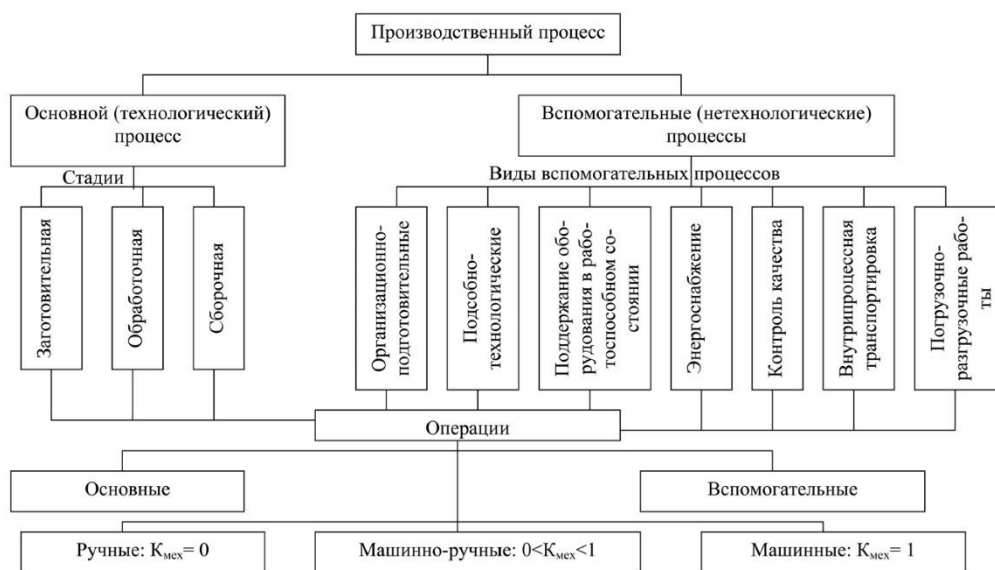 Производственный процесс
Основной (технологический)
процесс
Вспомогательные (нетехнологические)
процессы
Стадии
Виды вспомогательных процессов
Заготовительная
Обработочная
Сборочная
Организационно-
подготовительные
Подсобно-
технологические
Поддержание обо-
рудования в рабо-
тоспособном со-
стоянии
Энергоснабжение
Контроль качества
Внутрипроцессная
транспортировка
Погрузочно-
разгрузочные рабо-
ты
Операции
Основные
Вспомогательные
Ручные: Кмех= 0
Машинно-ручные: 0<Кмех<1
Машинные: Кмех= 1